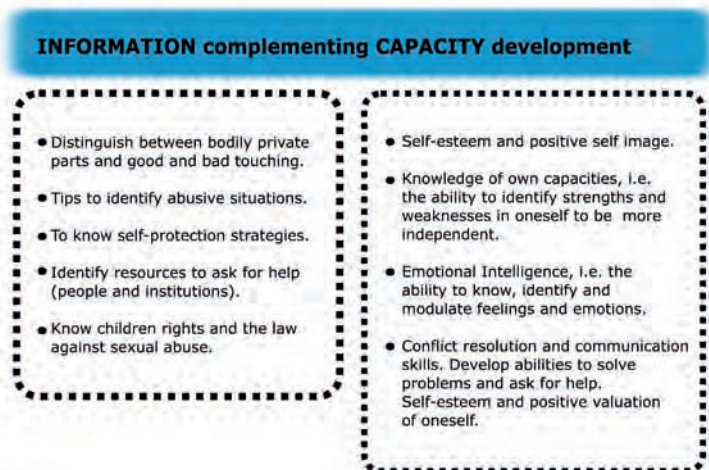 INFORMATION complementing CAPACITY development
● Distinguish between bodily private
parts and good and bad touching.
● Tips to identify abusive situations.
● To know self-protection strategies.
● Identify resources to ask for help
(people and institutions).
● Know children rights and the law
against sexual abuse.
● Self-esteem and positive self image.
● Knowledge of own capacities, i.e.
the ability to identify strengths and
weaknesses in oneself to be more
independent.
● Emotional Intelligence, i.e. the
ability to know, identify and
modulate feelings and emotions.
● Conflict resolution and communication
skills. Develop abilities to solve
problems and ask for help.
Self-esteem and positive valuation
of oneself.